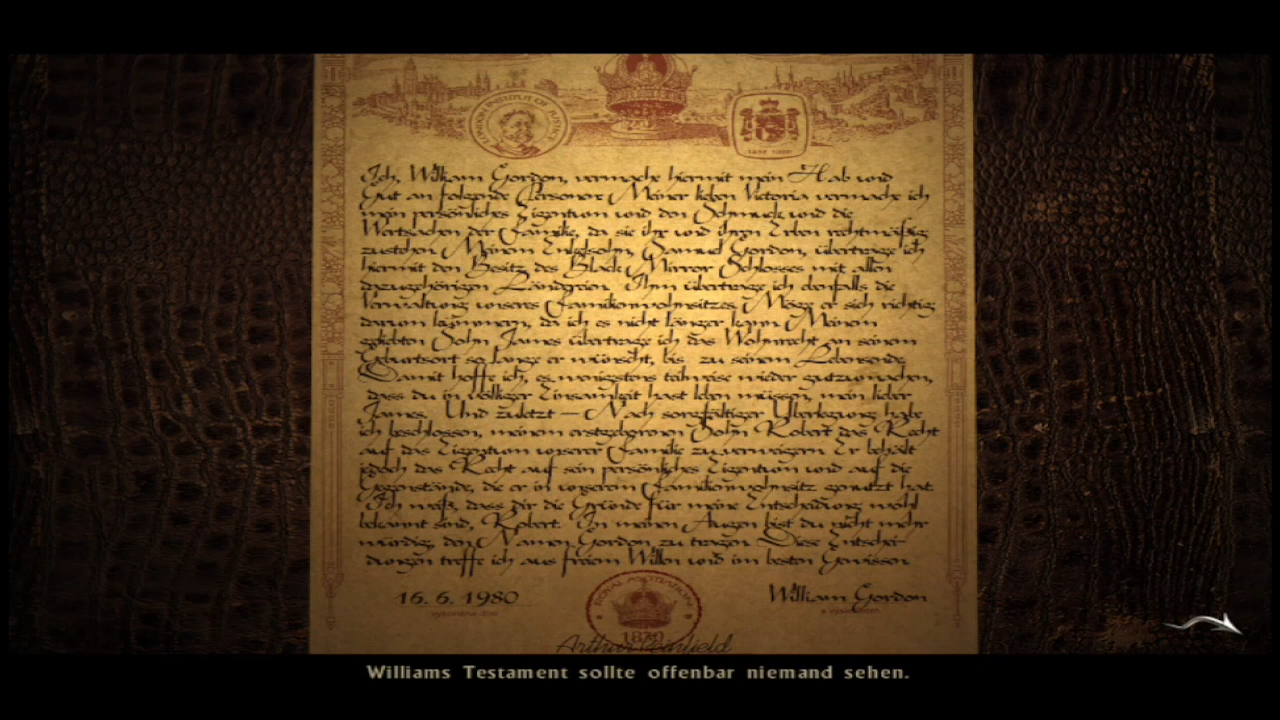 LONDON INSTITUT OF
Ich, William Gordon, vermache hiermit mein Hab und
Gut an folgende Personen: Meiner lieben Victoria vermache ich
mein persönliches Eigentum und den Schmuck und die
Wertsachen der Familie, da sie ihr und ihren Erben rechtmäßig
zustehen. Meinem Enkelsohn, Samuel Gordon, übertrage ich
hiermit den Besitz des Black Mirror Schlosses mit allen
dazugehörigen Ländereien. Ihm übertrage ich ebenfalls die
Verwaltung unseres Familienwohnsitzes. Möge er sich richtig
darum kümmern, da ich es nicht länger kann. Meinem
geliebten Sohn James übertrage ich das Wohnrecht an seinem
Geburtsort so lange er wünscht, bis zu seinem Lebensende.
Damit hoffe ich, es wenigstens teilweise wieder gutzumachen,
dass du in völliger Einsamkeit hast leben müssen, mein lieber
James. Und zuletzt – Nach sorgfältiger Überlegung habe
ich beschlossen, meinem erstgeborenen Sohn Robert das Recht
auf das Eigentum unserer Familie zu verweigern. Er behält
jedoch das Recht auf sein persönliches Eigentum und auf die
Gegenstände, die er in unserem Familienwohnsitz genutzt hat.
Ich weiß, dass dir die Gründe für meine Entscheidung wohl
bekannt sind, Robert. In meinen Augen bist du nicht mehr
würdig, den Namen Gordon zu tragen. Diese Entschei-
dungen treffe ich aus freiem Willen und im besten Gewissen.
16. 6. 1980
William Gordon
ROYAL
1830
Arthur
Williams Testament sollte offenbar niemand sehen.